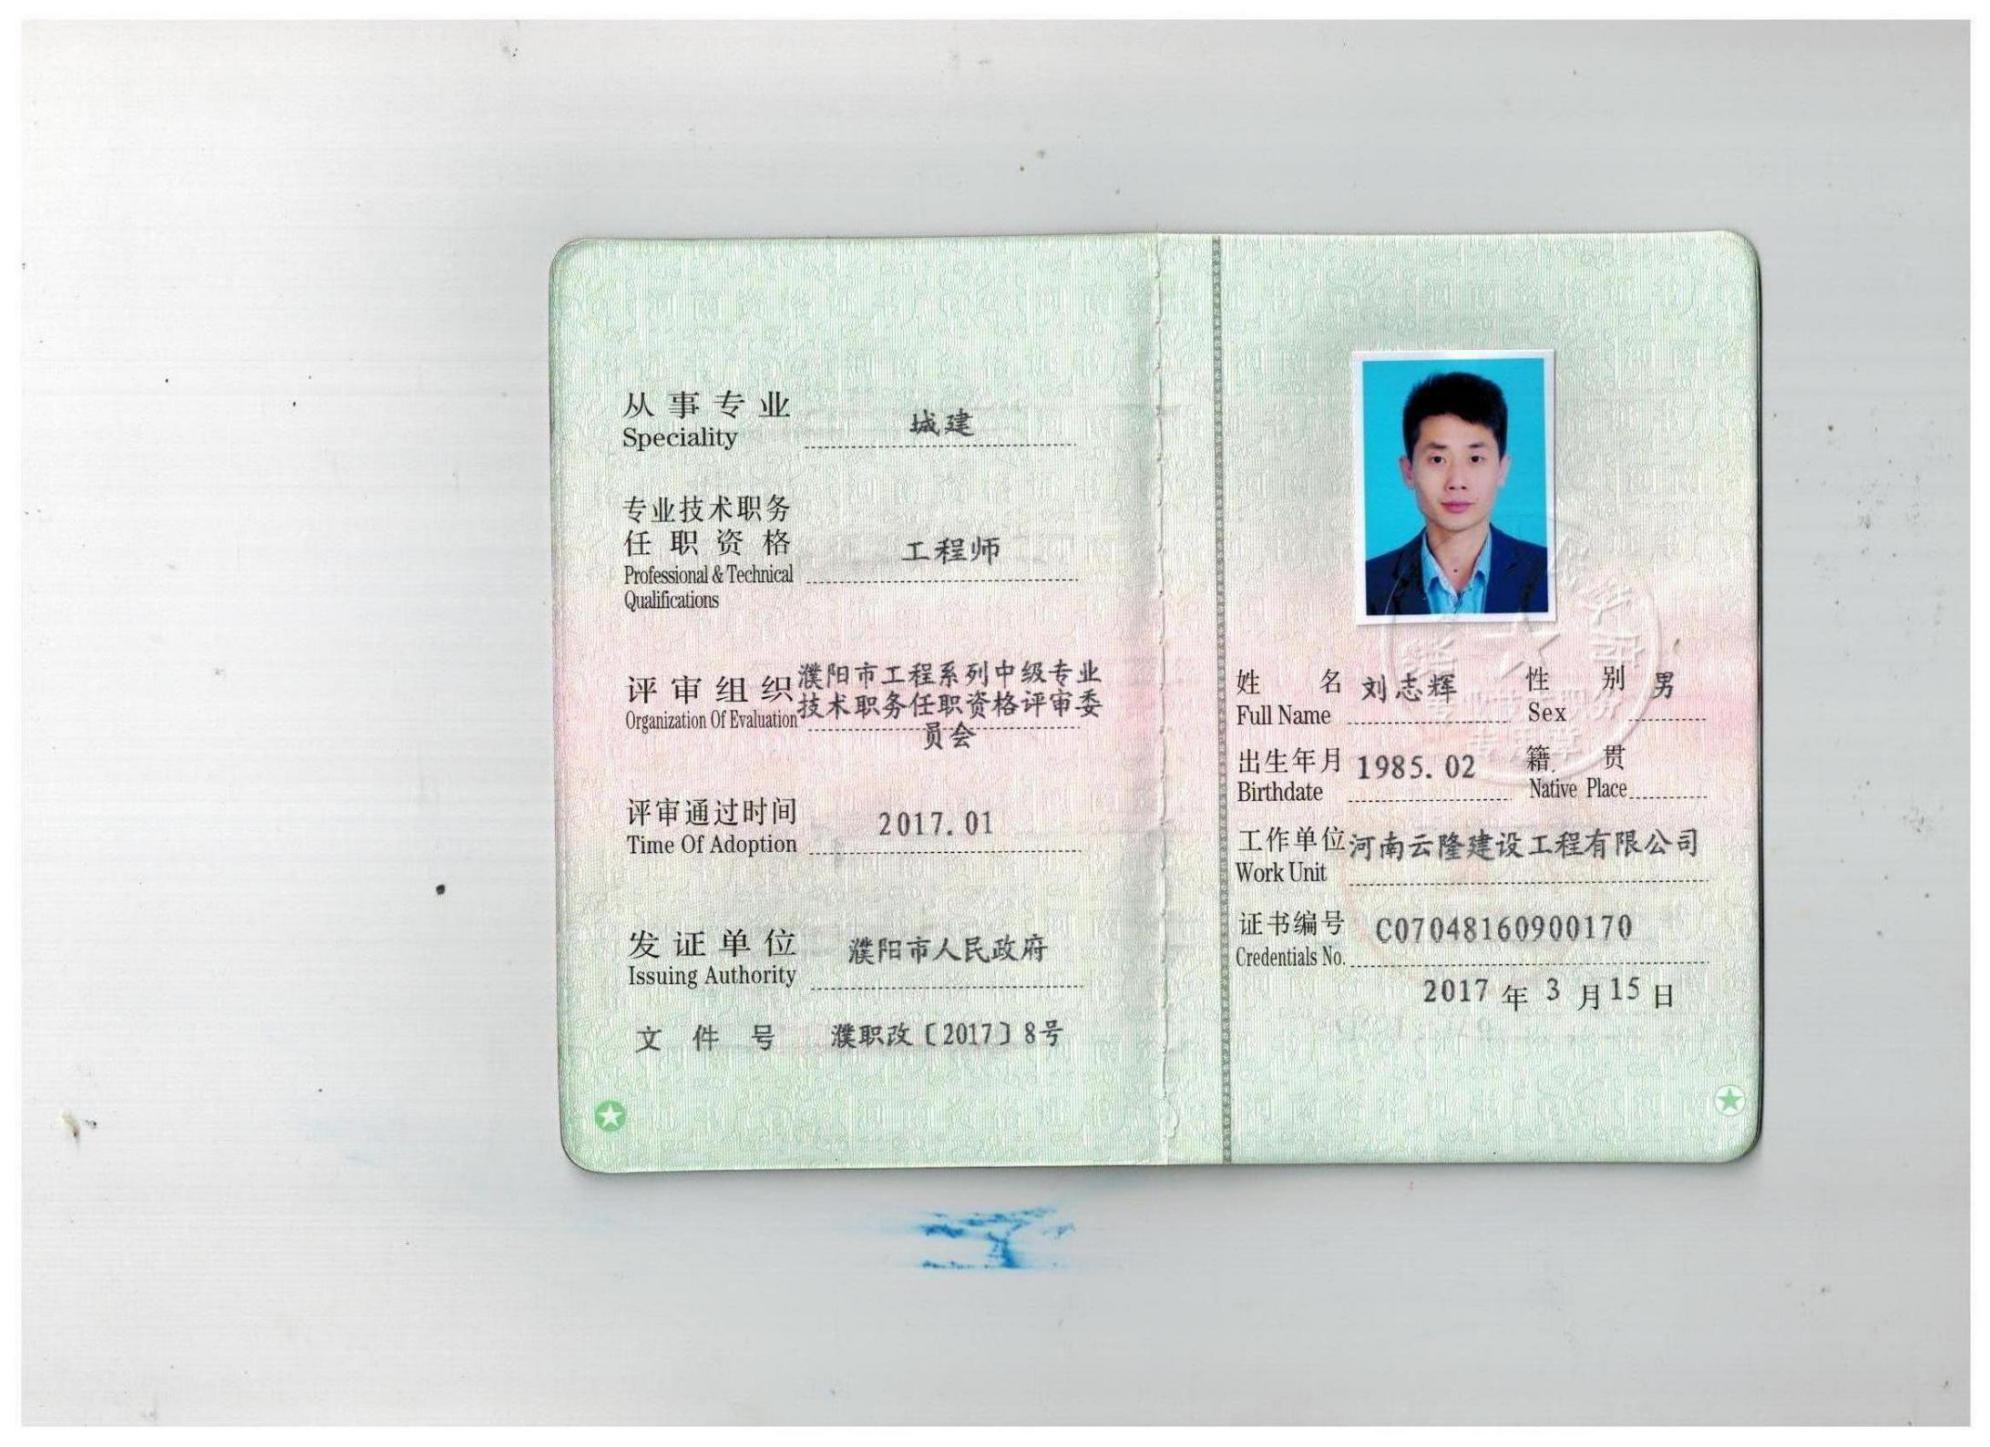 从事专业 城建
Speciality
专业技术职务
任职资格 工程师
Professional & Technical
Qualifications
濮阳市工程系列中级专业
评审组织 技术职务任职资格评审委
Organization Of Evaluation 员会
评审通过时间 2017.01
Time Of Adoption
发证单位 濮阳市人民政府
Issuing Authority
文件号 濮职改〔2017〕8号
姓名 刘志辉 性别 男
Full Name Sex
出生年月 1985.02 籍贯
Birthdate Native Place
工作单位 河南云隆建设工程有限公司
Work Unit
证书编号 C07048160900170
Credentials No.
2017 年 3 月 15 日